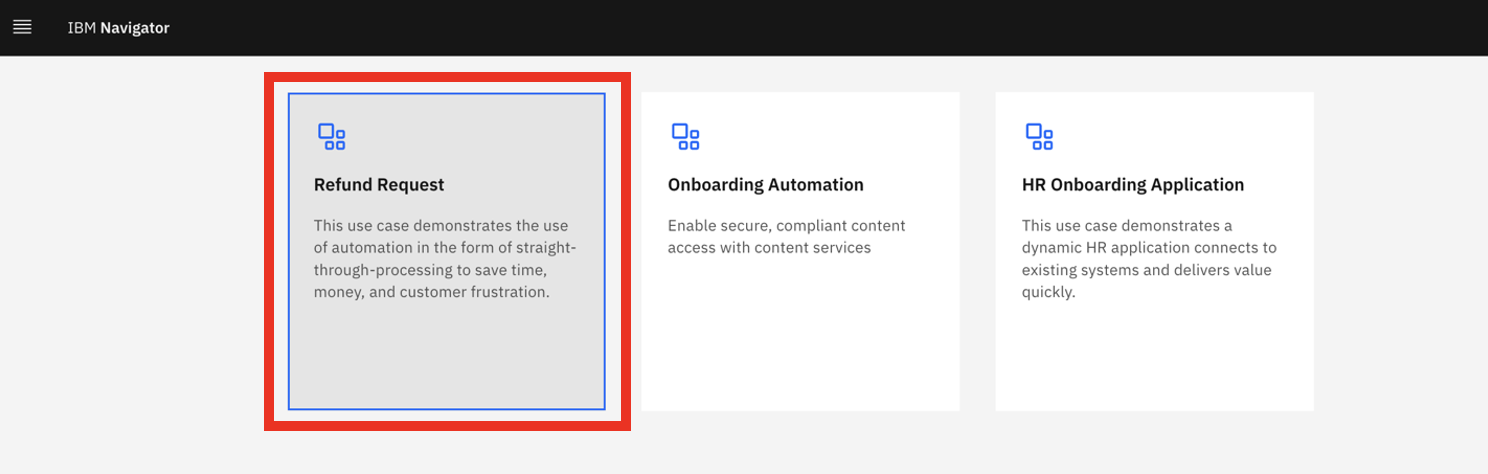 IBM Navigator
Refund Request
This use case demonstrates the use
of automation in the form of straight-
through-processing to save time,
money, and customer frustration.
Onboarding Automation
Enable secure, compliant content
access with content services
HR Onboarding Application
This use case demonstrates a
dynamic HR application connects to
existing systems and delivers value
quickly.